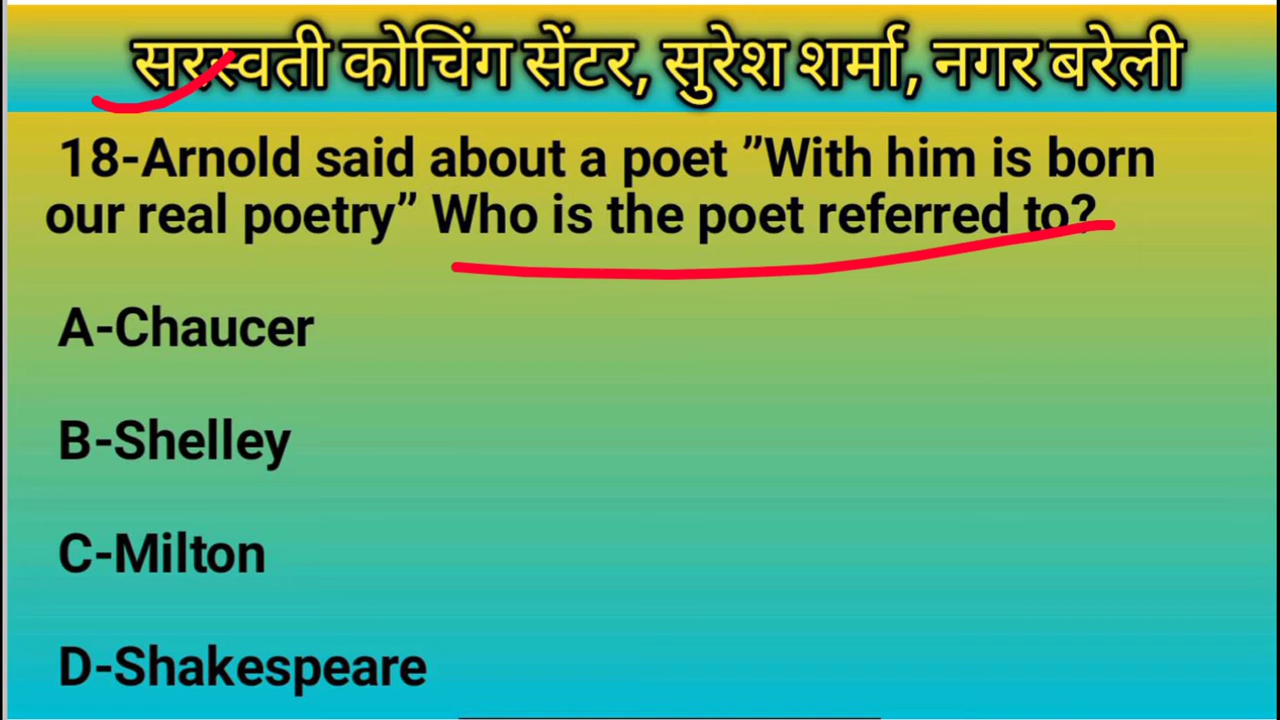 सरस्वती कोचिंग सेंटर, सुरेश शर्मा, नगर बरेली
18-Arnold said about a poet ”With him is born
our real poetry” Who is the poet referred to?
A-Chaucer
B-Shelley
C-Milton
D-Shakespeare